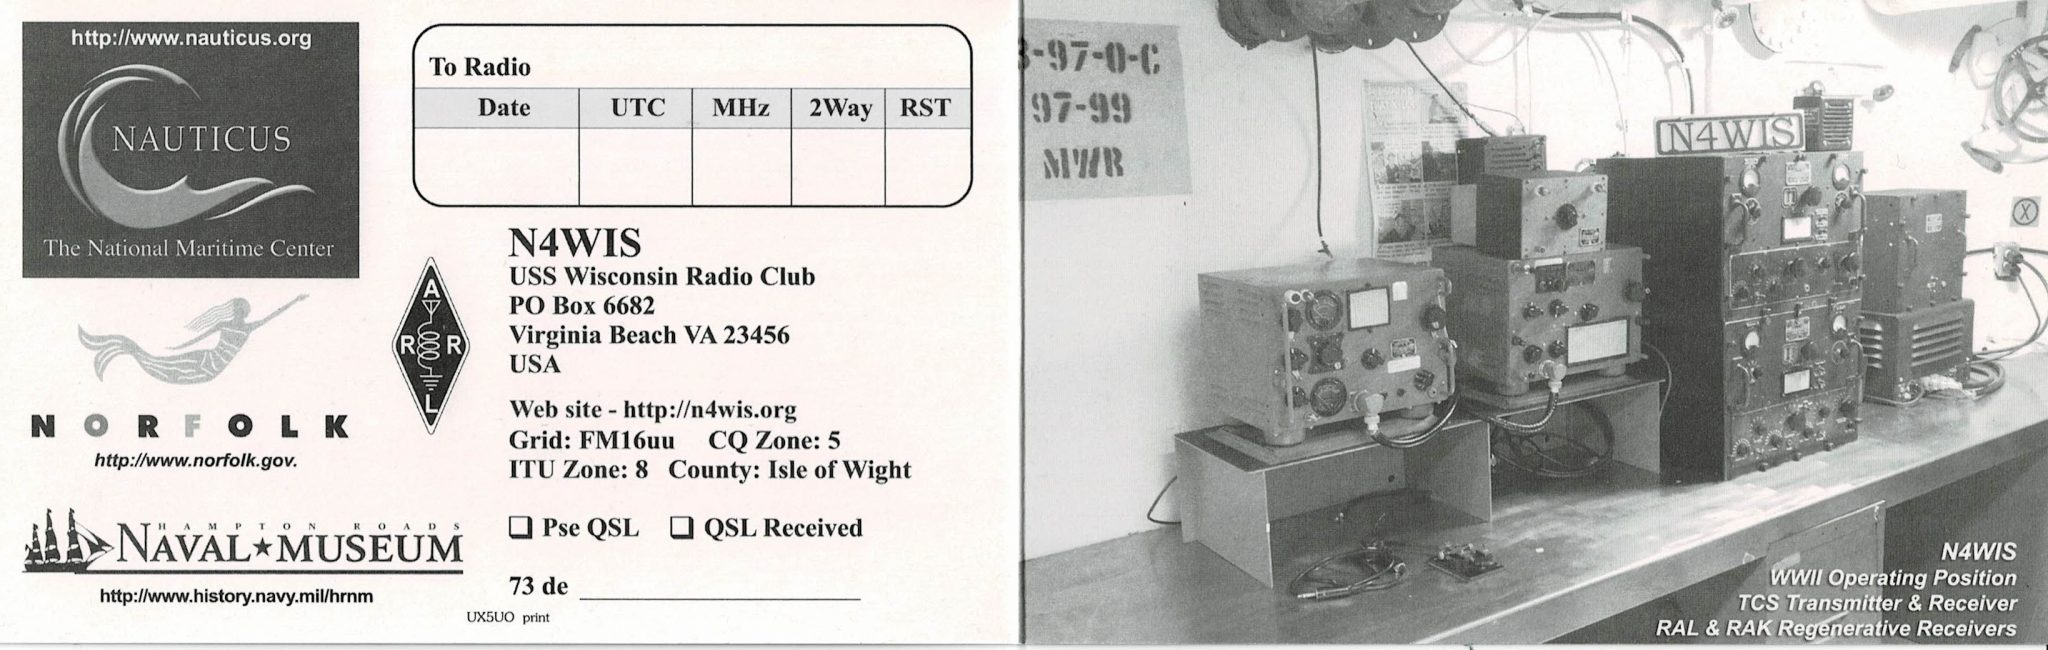 http://www.nauticus.org
NAUTICUS
The National Maritime Center
NORFOLK
http://www.norfolk.gov.
HAMPTON ROADS
NAVAL★MUSEUM
http://www.history.navy.mil/hrnm
To Radio
Date UTC MHz 2Way RST
A
R R
L
N4WIS
USS Wisconsin Radio Club
PO Box 6682
Virginia Beach VA 23456
USA
Web site - http://n4wis.org
Grid: FM16uu CQ Zone: 5
ITU Zone: 8 County: Isle of Wight
❏ Pse QSL ❏ QSL Received
73 de
UX5UO print
3-97-0-C
97-99
MWR
N4WIS
X
N4WIS
WWII Operating Position
TCS Transmitter & Receiver
RAL & RAK Regenerative Receivers